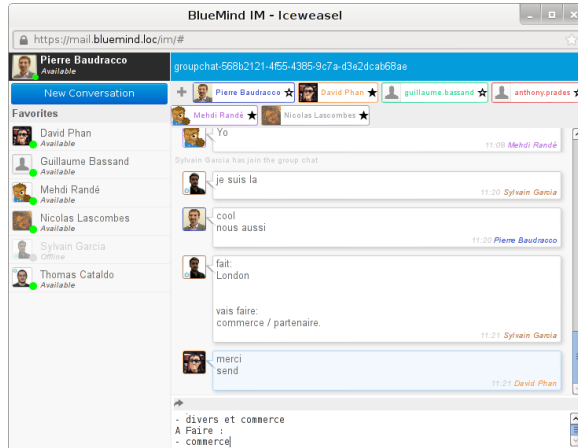 BlueMind IM - Iceweasel
https://mail.bluemind.loc/im/#
Pierre Baudracco
Available
New Conversation
Favorites
David Phan
Available
Guillaume Bassand
Available
Mehdi Randé
Available
Nicolas Lascombes
Available
Sylvain Garcia
Offline
Thomas Cataldo
Available
groupchat-568b2121-4f55-4385-9c7a-d3e2dcab68ae
Pierre Baudracco
David Phan
guillaume.bassand
anthony.prades
Mehdi Randé
Nicolas Lascombes
Yo
11:08 Mehdi Randé
Sylvain Garcia has join the group chat
je suis la
11:20 Sylvain Garcia
cool
nous aussi
11:20 Pierre Baudracco
fait:
London
vais faire:
commerce / partenaire.
11:21 Sylvain Garcia
merci
send
11:21 David Phan
- divers et commerce
A Faire :
- commerce